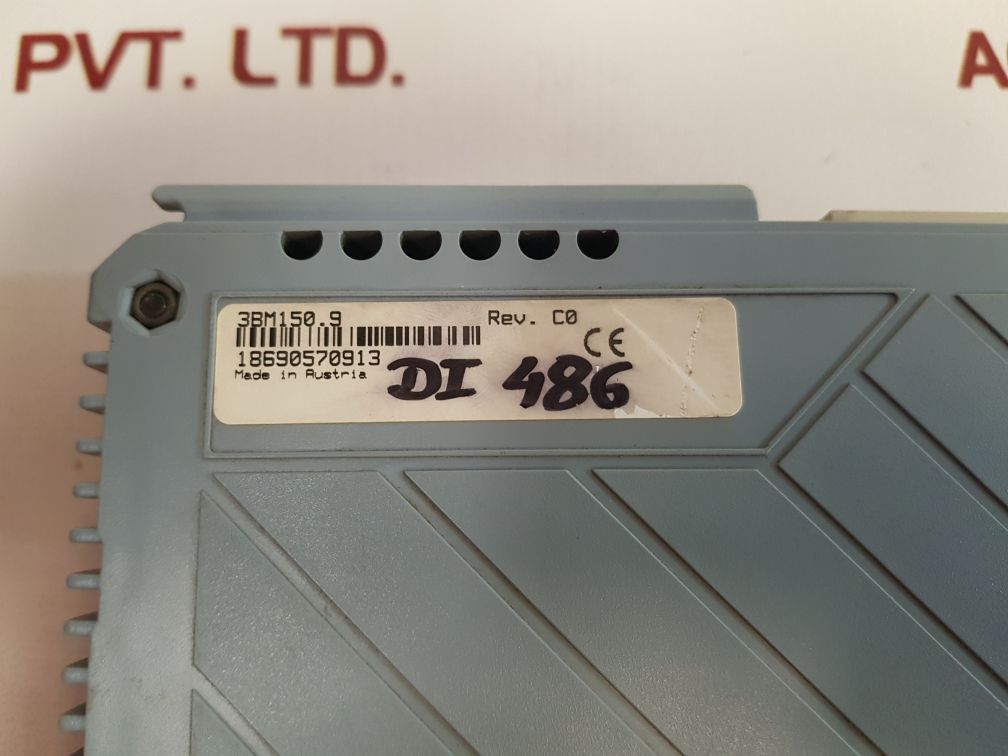 PVT. LTD.
3BM150.9 Rev. C0
18690570913 CE
Made in Austria
DI 486